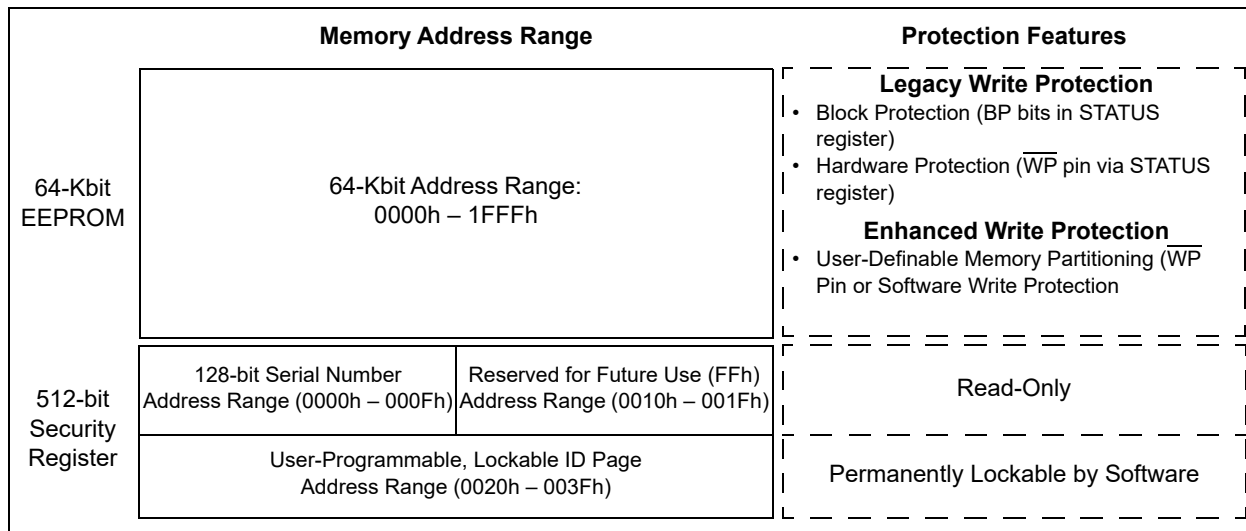 Memory Address Range
Protection Features
64-Kbit
EEPROM
64-Kbit Address Range:
0000h – 1FFFh
Legacy Write Protection
• Block Protection (BP bits in STATUS
register)
• Hardware Protection (W̅P̅ pin via STATUS
register)
Enhanced Write Protection
• User-Definable Memory Partitioning (W̅P̅
Pin or Software Write Protection
512-bit
Security
Register
128-bit Serial Number
Address Range (0000h – 000Fh)
Reserved for Future Use (FFh)
Address Range (0010h – 001Fh)
Read-Only
User-Programmable, Lockable ID Page
Address Range (0020h – 003Fh)
Permanently Lockable by Software